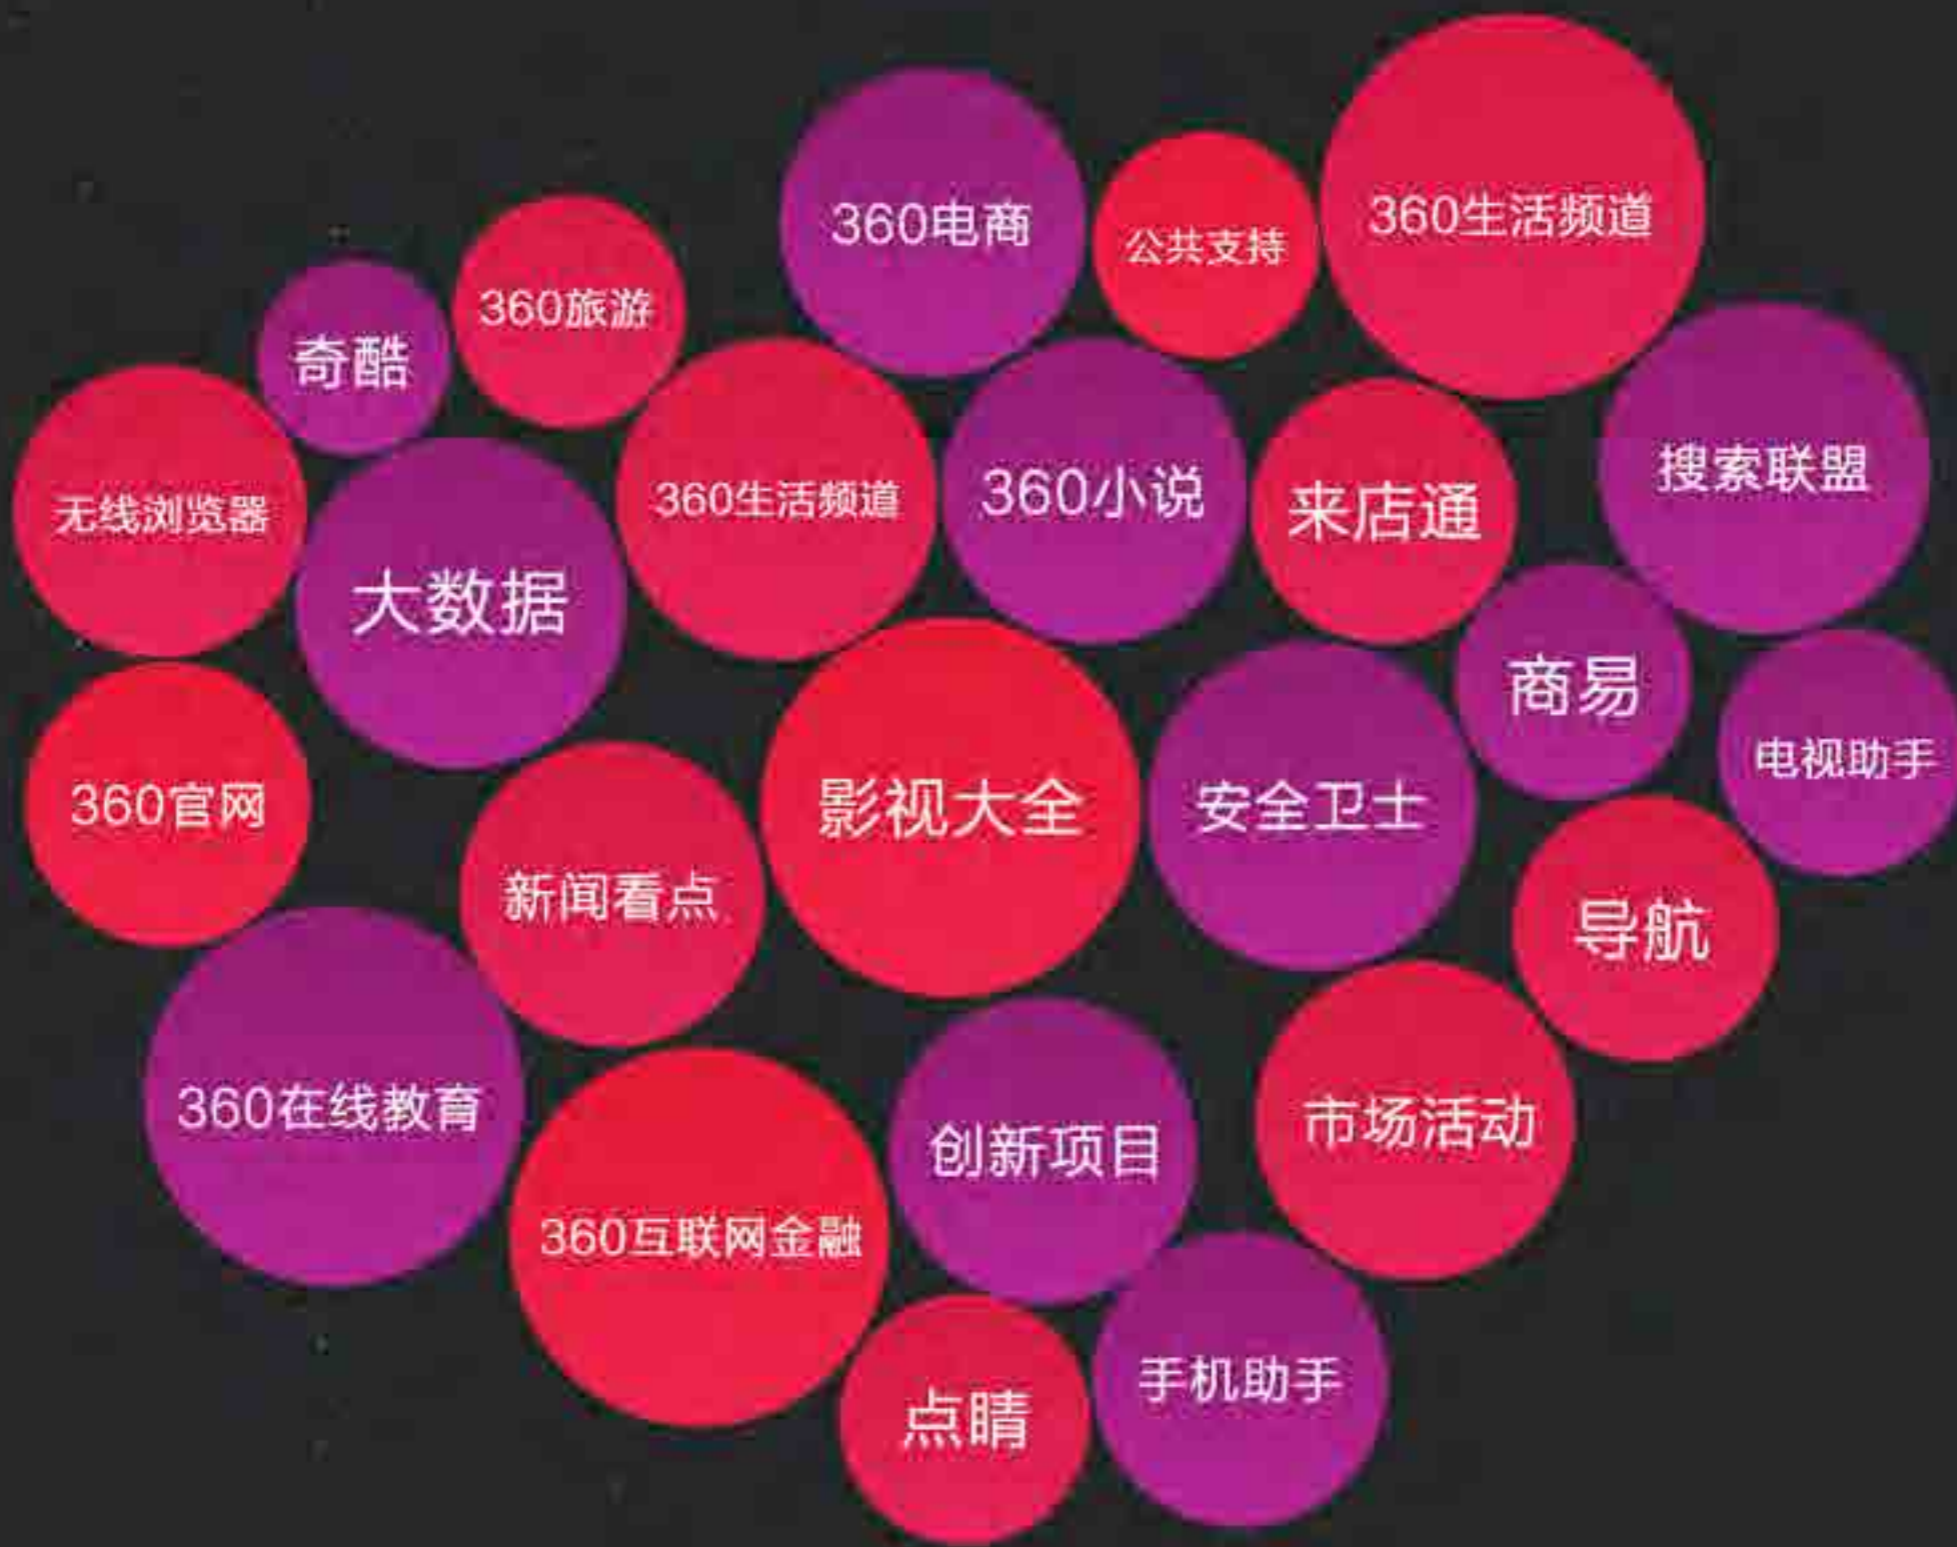 360电商
公共支持
360生活频道
360旅游
奇酷
无线浏览器
大数据
360生活频道
360小说
来店通
搜索联盟
商易
电视助手
360官网
新闻看点
影视大全
安全卫士
导航
360在线教育
360互联网金融
创新项目
市场活动
点睛
手机助手